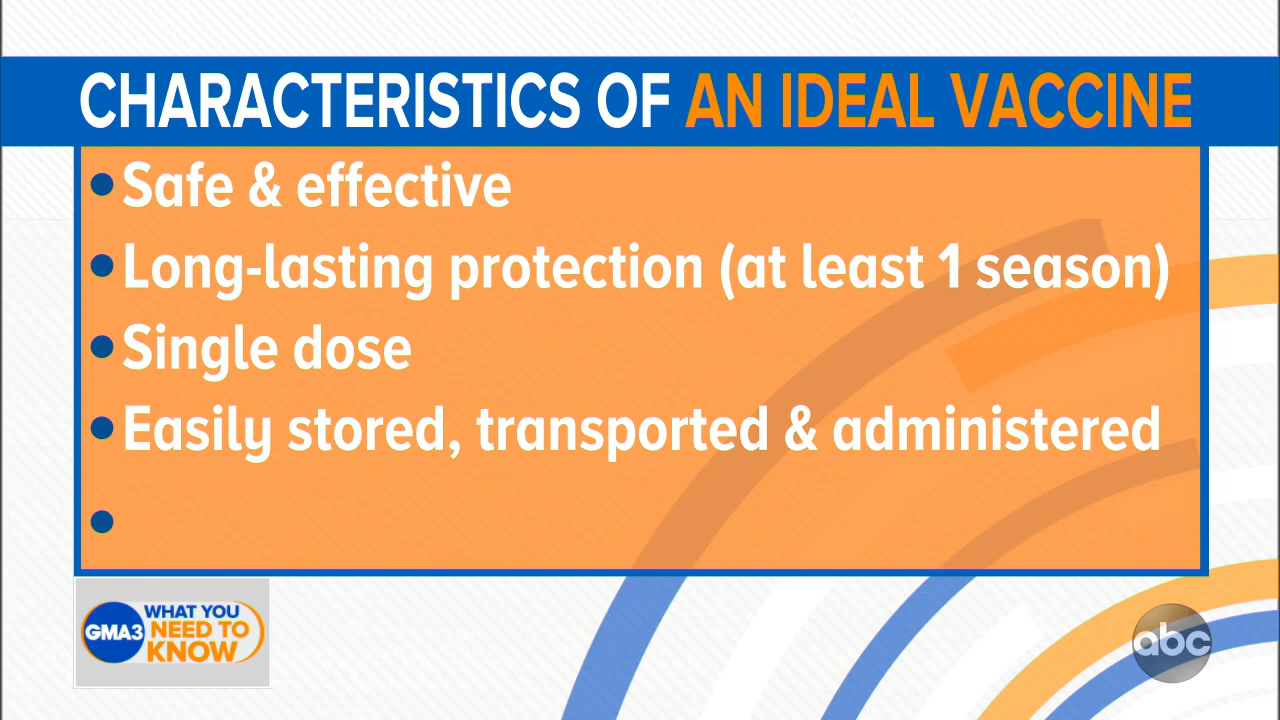 CHARACTERISTICS OF AN IDEAL VACCINE
• Safe & effective
• Long-lasting protection (at least 1 season)
• Single dose
• Easily stored, transported & administered
•
GMA3
WHAT YOU
NEED TO
KNOW
abc